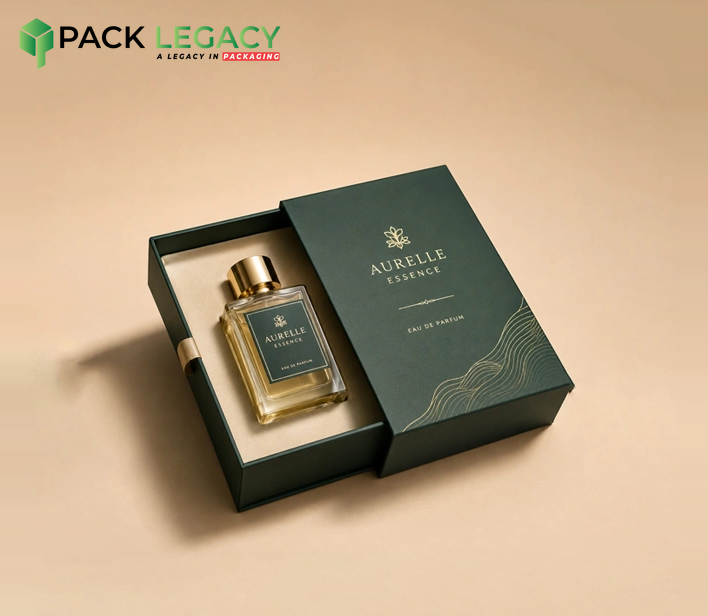 PACK LEGACY
A LEGACY IN PACKAGING
AURELLE
ESSENCE
EAU DE PARFUM
AURELLE
ESSENCE
EAU DE PARFUM